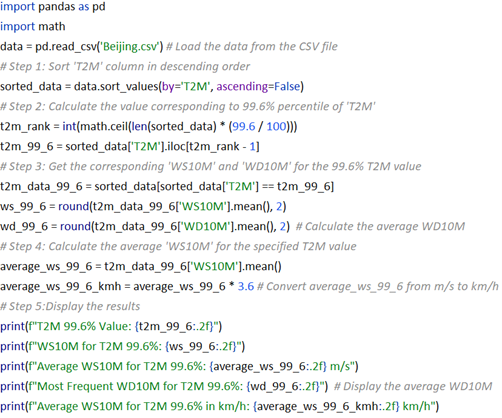 import pandas as pd
import math
data = pd.read_csv('Beijing.csv') # Load the data from the CSV file
# Step 1: Sort 'T2M' column in descending order
sorted_data = data.sort_values(by='T2M', ascending=False)
# Step 2: Calculate the value corresponding to 99.6% percentile of 'T2M'
t2m_rank = int(math.ceil(len(sorted_data) * (99.6 / 100)))
t2m_99_6 = sorted_data['T2M'].iloc[t2m_rank - 1]
# Step 3: Get the corresponding 'WS10M' and 'WD10M' for the 99.6% T2M value
t2m_data_99_6 = sorted_data[sorted_data['T2M'] == t2m_99_6]
ws_99_6 = round(t2m_data_99_6['WS10M'].mean(), 2)
wd_99_6 = round(t2m_data_99_6['WD10M'].mean(), 2)  # Calculate the average WD10M
# Step 4: Calculate the average 'WS10M' for the specified T2M value
average_ws_99_6 = t2m_data_99_6['WS10M'].mean()
average_ws_99_6_kmh = average_ws_99_6 * 3.6 # Convert average_ws_99_6 from m/s to km/h
# Step 5:Display the results
print(f"T2M 99.6% Value: {t2m_99_6:.2f}")
print(f"WS10M for T2M 99.6%: {ws_99_6:.2f}")
print(f"Average WS10M for T2M 99.6%: {average_ws_99_6:.2f} m/s")
print(f"Most Frequent WD10M for T2M 99.6%: {wd_99_6:.2f}")  # Display the average WD10M
print(f"Average WS10M for T2M 99.6% in km/h: {average_ws_99_6_kmh:.2f} km/h")